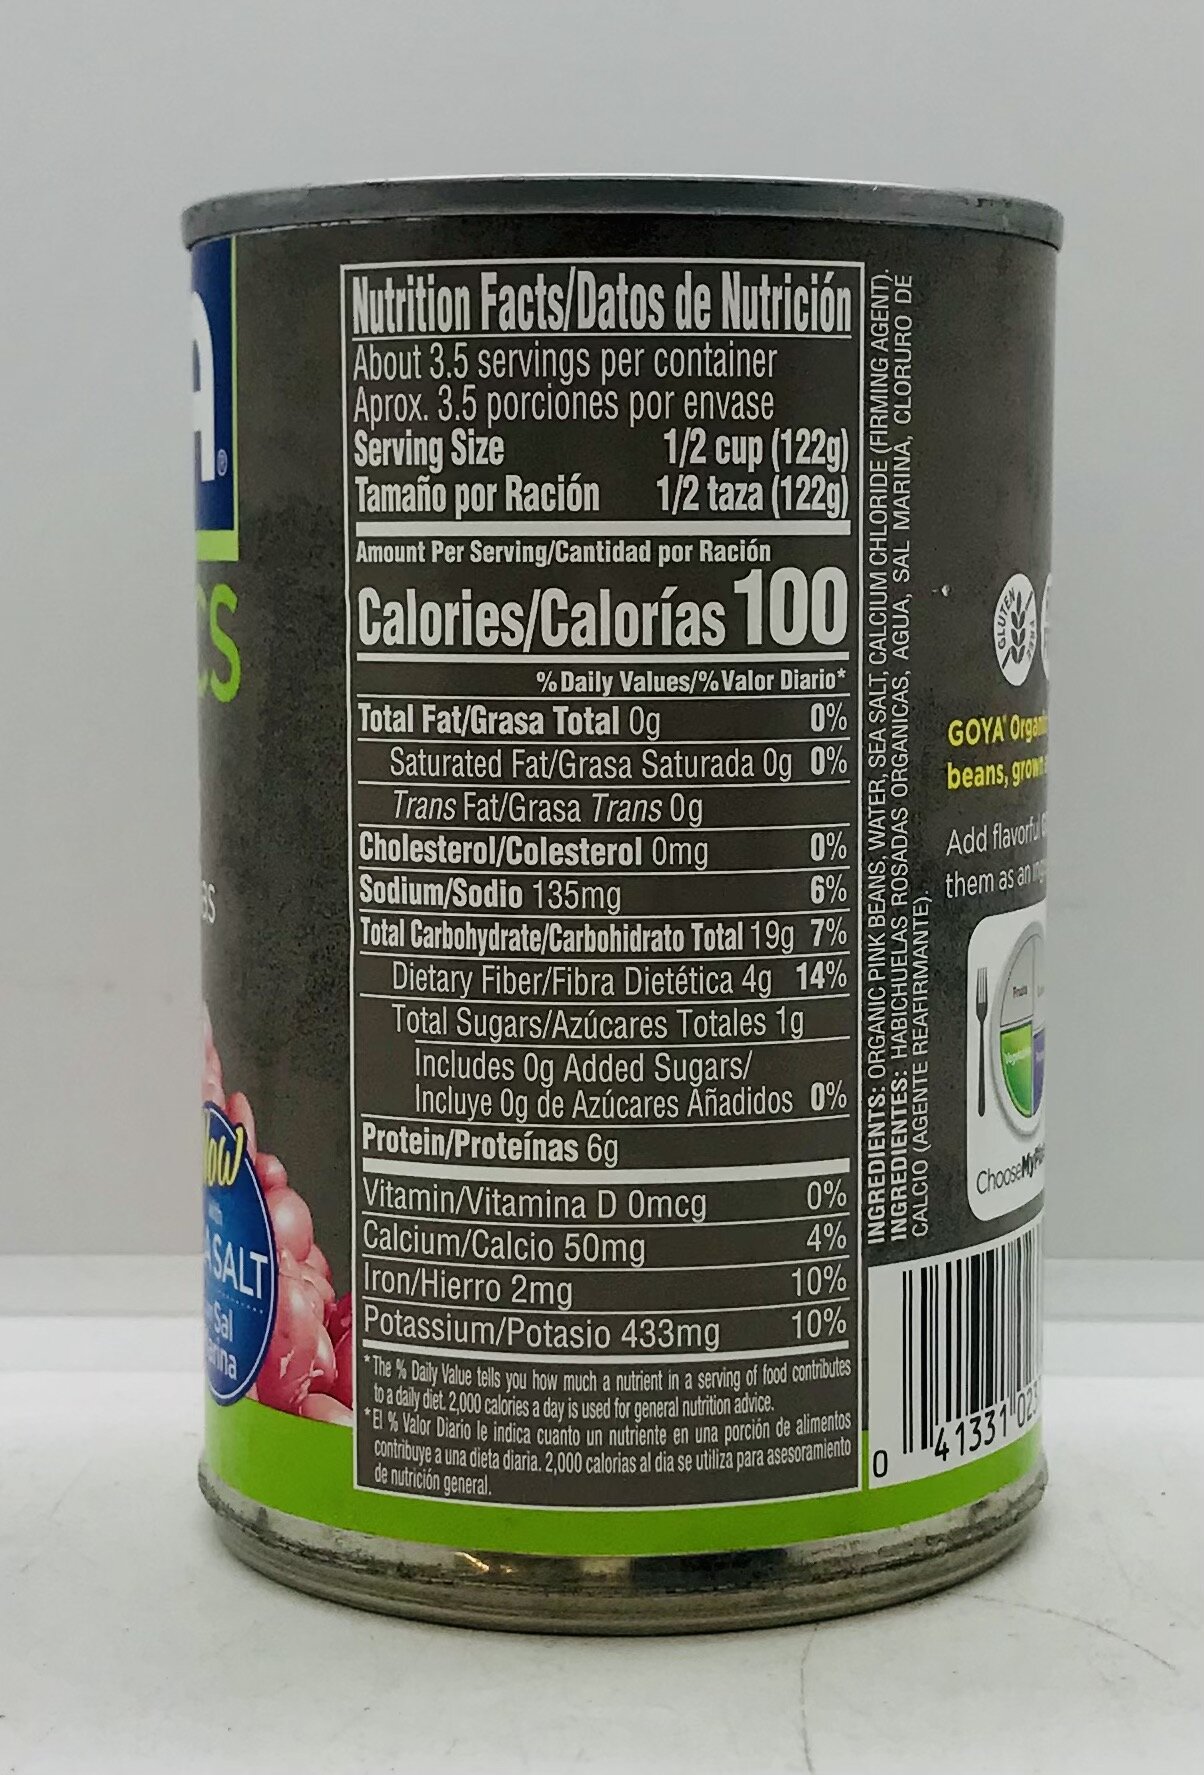 A®
CS
as
Now
with
A SALT
Sal
arina
Nutrition Facts/Datos de Nutrición
About 3.5 servings per container
Aprox. 3.5 porciones por envase
Serving Size 1/2 cup (122g)
Tamaño por Ración 1/2 taza (122g)
Amount Per Serving/Cantidad por Ración
Calories/Calorías 100
% Daily Values/% Valor Diario*
Total Fat/Grasa Total 0g 0%
Saturated Fat/Grasa Saturada 0g 0%
Trans Fat/Grasa Trans 0g
Cholesterol/Colesterol 0mg 0%
Sodium/Sodio 135mg 6%
Total Carbohydrate/Carbohidrato Total 19g 7%
Dietary Fiber/Fibra Dietética 4g 14%
Total Sugars/Azúcares Totales 1g
Includes 0g Added Sugars/
Incluye 0g de Azúcares Añadidos 0%
Protein/Proteínas 6g
Vitamin/Vitamina D 0mcg 0%
Calcium/Calcio 50mg 4%
Iron/Hierro 2mg 10%
Potassium/Potasio 433mg 10%
*The % Daily Value tells you how much a nutrient in a serving of food contributes
to a daily diet. 2,000 calories a day is used for general nutrition advice.
*El % Valor Diario le indica cuanto un nutriente en una porción de alimentos
contribuye a una dieta diaria. 2,000 calorias al dia se utiliza para asesoramiento
de nutrición general.
INGREDIENTS: ORGANIC PINK BEANS, WATER, SEA SALT, CALCIUM CHLORIDE (FIRMING AGENT).
INGREDIENTES: HABICHUELAS ROSADAS ORGANICAS, AGUA, SAL MARINA, CLORURO DE
CALCIO (AGENTE REAFIRMANTE).
GLUTEN FREE
GOYA® Organi
beans, grown
Add flavorful
them as an
Fruits
Vegetables
ChooseMyPl
0 41331 02